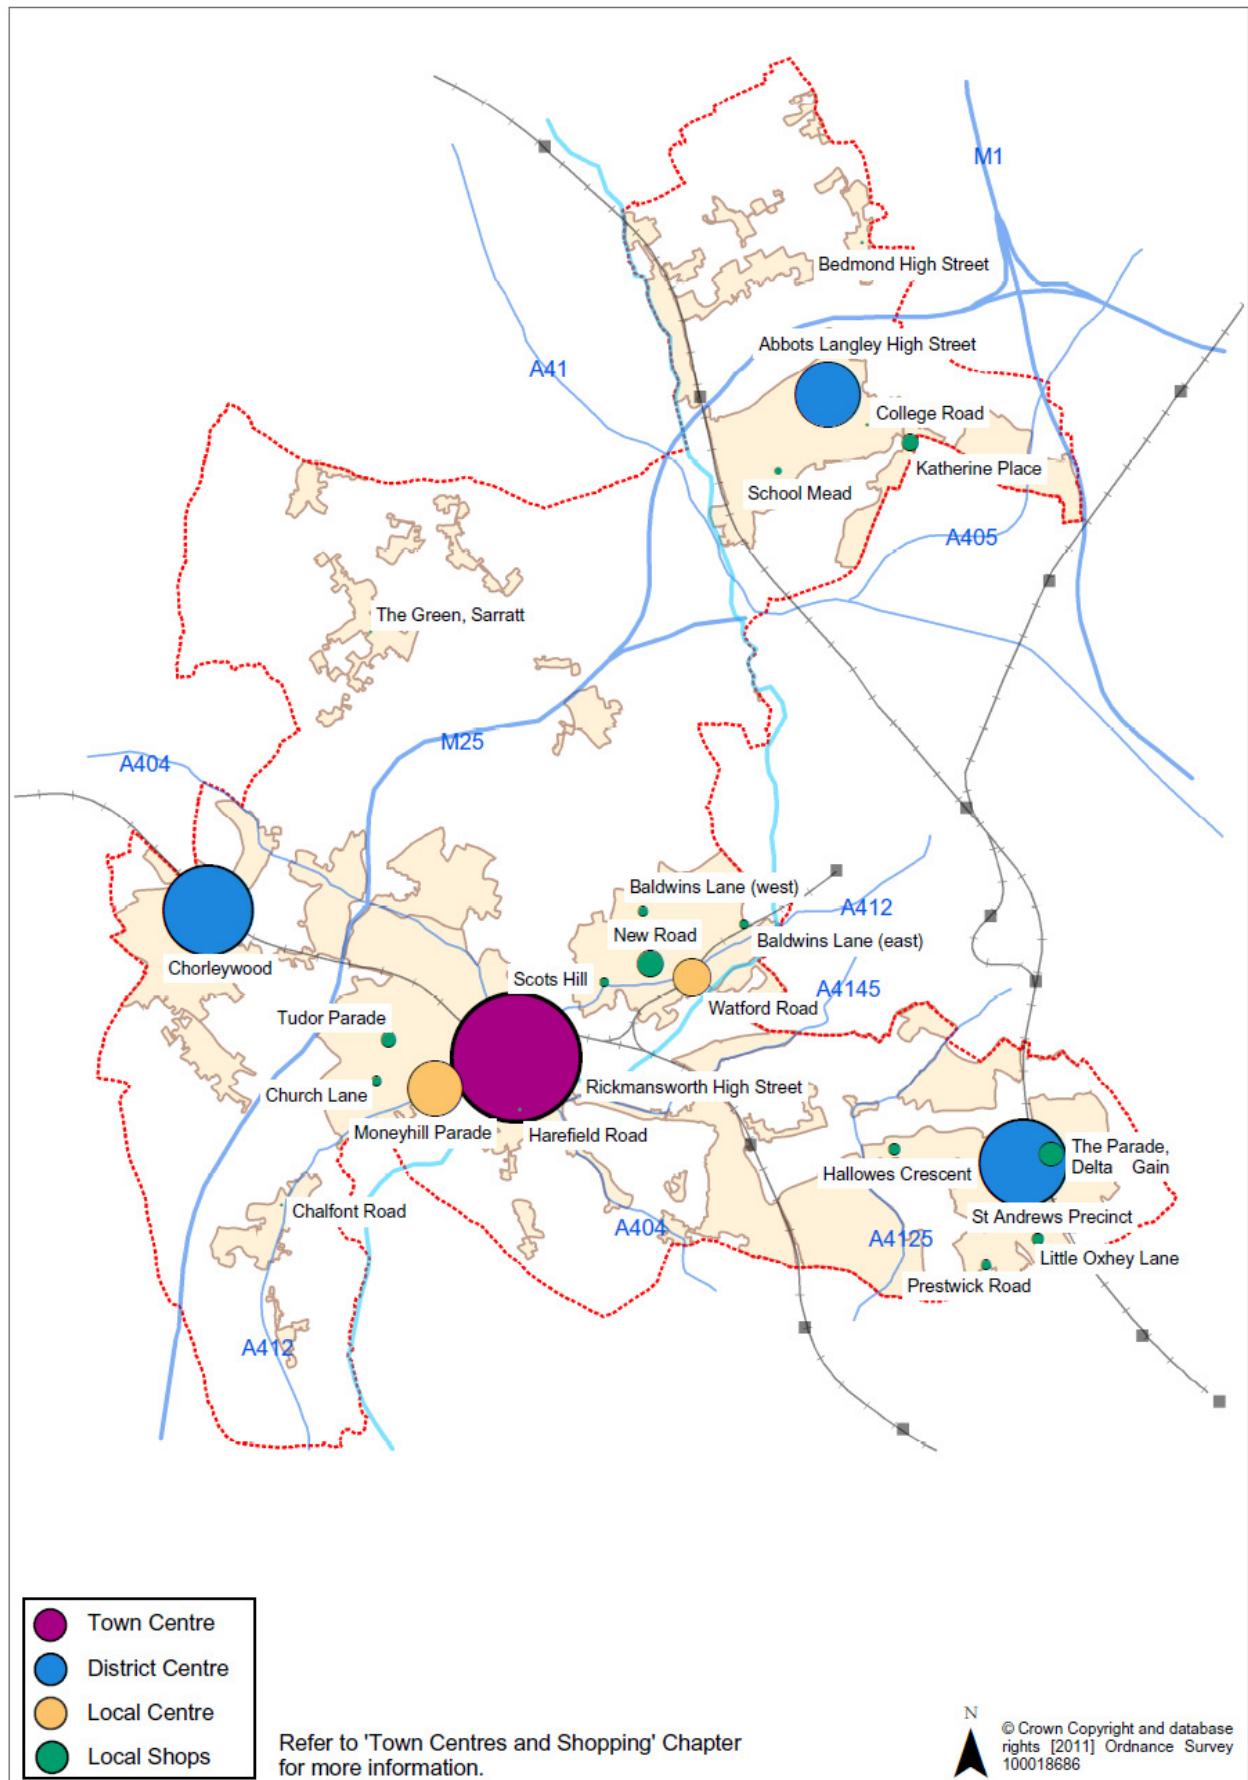 M1
Bedmond High Street
Abbots Langley High Street
A41
College Road
Katherine Place
School Mead
A405
The Green, Sarratt
M25
A404
Baldwins Lane (west)
A412
New Road
Baldwins Lane (east)
Chorleywood
Scots Hill
A4145
Watford Road
Tudor Parade
Church Lane
Rickmansworth High Street
Moneyhill Parade
Harefield Road
The Parade,
Delta Gain
Hallowes Crescent
Chalfont Road
St Andrews Precinct
A404
A4125
Little Oxhey Lane
Prestwick Road
A412
Town Centre
District Centre
Local Centre
Local Shops
Refer to 'Town Centres and Shopping' Chapter
for more information.
N
© Crown Copyright and database
rights [2011] Ordnance Survey
100018686